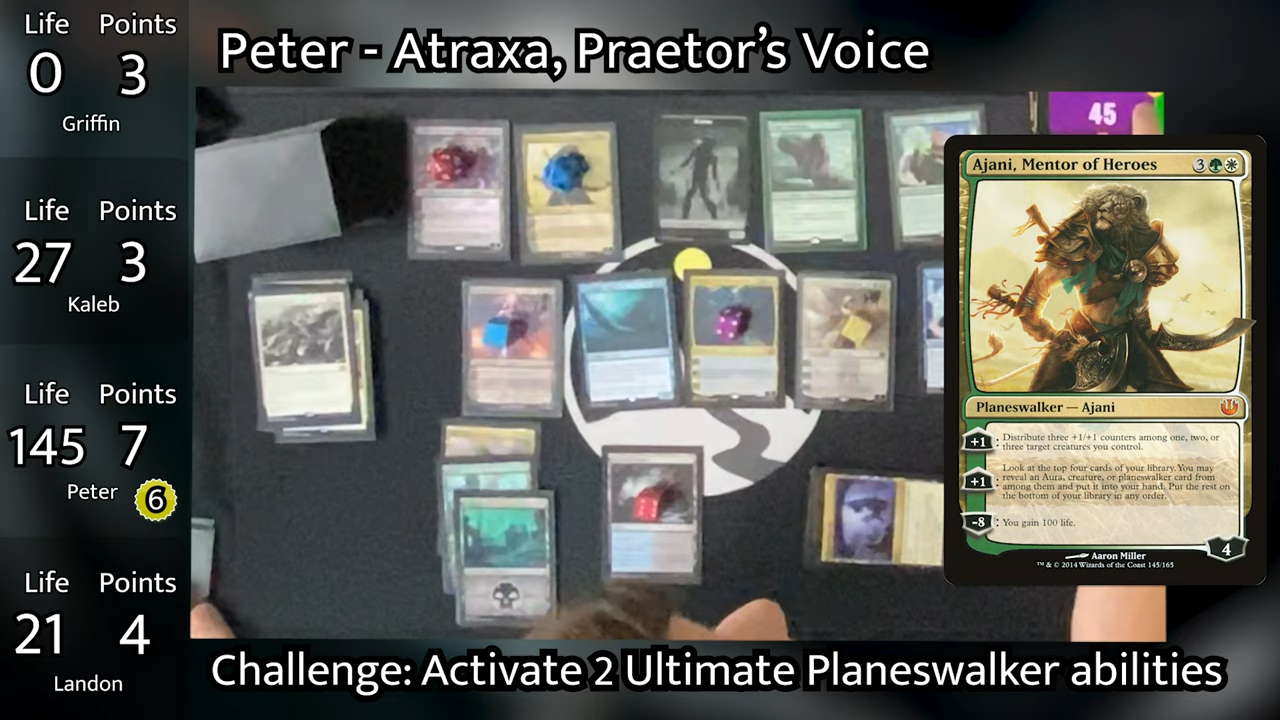 Life Points
0 3
Griffin
Life Points
27 3
Kaleb
Life Points
145 7
Peter 6
Life Points
21 4
Landon
Peter - Atraxa, Praetor's Voice
45
Ajani, Mentor of Heroes 3
Planeswalker — Ajani
+1: Distribute three +1/+1 counters among one, two, or
three target creatures you control.
+1: Look at the top four cards of your library. You may
reveal an Aura, creature, or planeswalker card from
among them and put it into your hand. Put the rest on
the bottom of your library in any order.
-8: You gain 100 life.
4
Aaron Miller
™ & © 2014 Wizards of the Coast 145/165
Challenge: Activate 2 Ultimate Planeswalker abilities